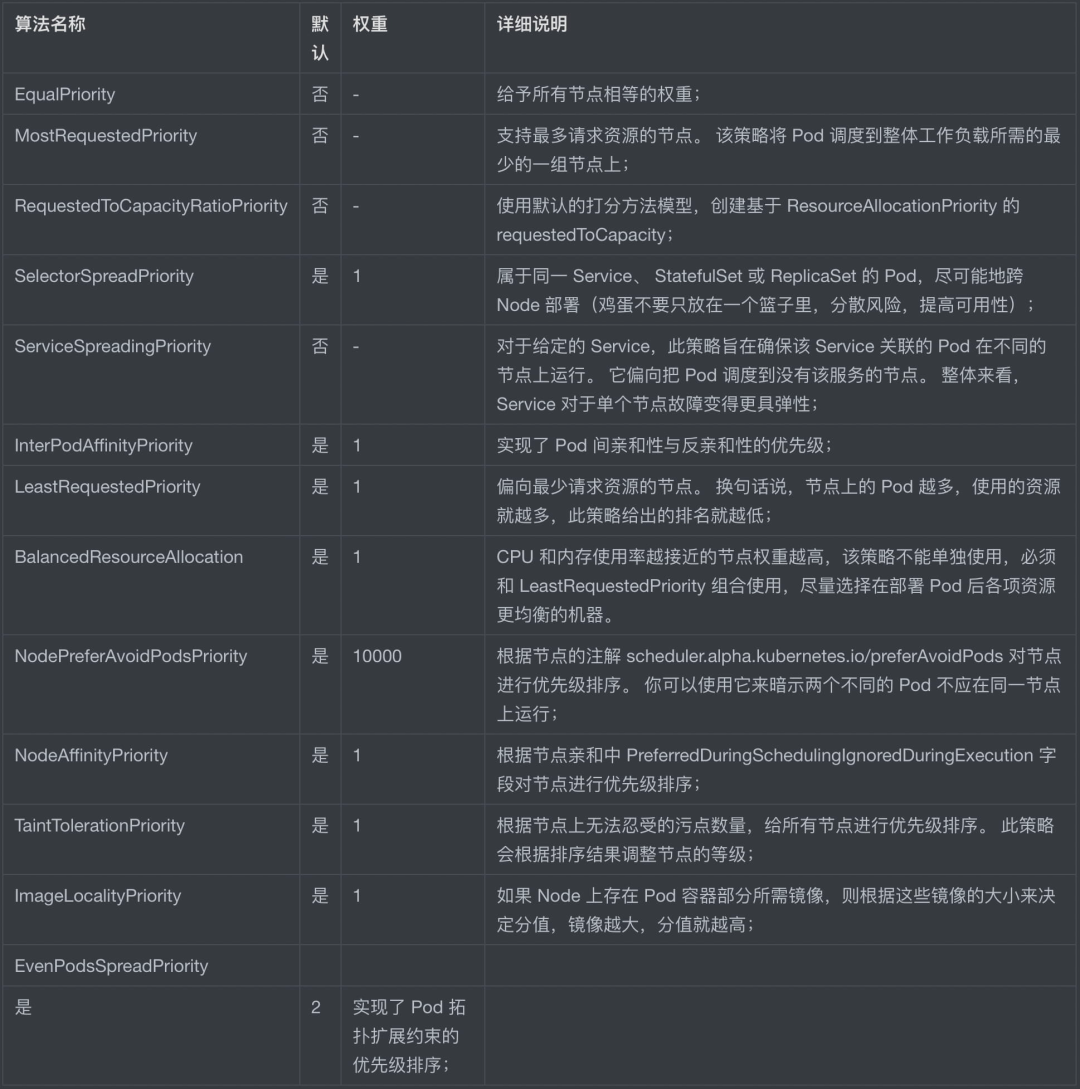 算法名称 默 权重 详细说明
认
EqualPriority 否 - 给予所有节点相等的权重；
MostRequestedPriority 否 - 支持最多请求资源的节点。 该策略将 Pod 调度到整体工作负载所需的最
少的一组节点上；
RequestedToCapacityRatioPriority 否 - 使用默认的打分方法模型，创建基于 ResourceAllocationPriority 的
requestedToCapacity；
SelectorSpreadPriority 是 1 属于同一 Service、 StatefulSet 或 ReplicaSet 的 Pod，尽可能地跨
Node 部署（鸡蛋不要只放在一个篮子里，分散风险，提高可用性）；
ServiceSpreadingPriority 否 - 对于给定的 Service，此策略旨在确保该 Service 关联的 Pod 在不同的
节点上运行。 它偏向把 Pod 调度到没有该服务的节点。 整体来看，
Service 对于单个节点故障变得更具弹性；
InterPodAffinityPriority 是 1 实现了 Pod 间亲和性与反亲和性的优先级；
LeastRequestedPriority 是 1 偏向最少请求资源的节点。 换句话说，节点上的 Pod 越多，使用的资源
就越多，此策略给出的排名就越低；
BalancedResourceAllocation 是 1 CPU 和内存使用率越接近的节点权重越高，该策略不能单独使用，必须
和 LeastRequestedPriority 组合使用，尽量选择在部署 Pod 后各项资源
更均衡的机器。
NodePreferAvoidPodsPriority 是 10000 根据节点的注解 scheduler.alpha.kubernetes.io/preferAvoidPods 对节点
进行优先级排序。 你可以使用它来暗示两个不同的 Pod 不应在同一节点
上运行；
NodeAffinityPriority 是 1 根据节点亲和中 PreferredDuringSchedulingIgnoredDuringExecution 字
段对节点进行优先级排序；
TaintTolerationPriority 是 1 根据节点上无法忍受的污点数量，给所有节点进行优先级排序。 此策略
会根据排序结果调整节点的等级；
ImageLocalityPriority 是 1 如果 Node 上存在 Pod 容器部分所需镜像，则根据这些镜像的大小来决
定分值，镜像越大，分值就越高；
EvenPodsSpreadPriority
是 2 实现了 Pod 拓
扑扩展约束的
优先级排序；